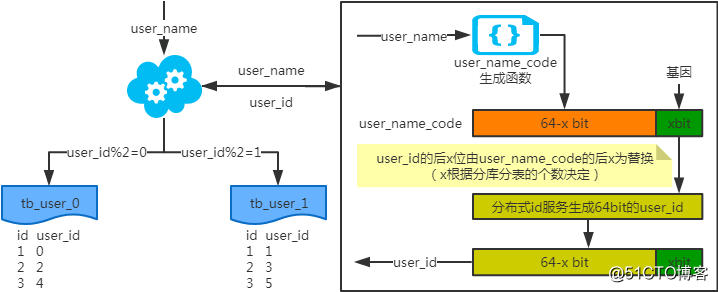 user_name
user_name
user_id
user_id%2=0
user_id%2=1
tb_user_0
id user_id
1 0
2 2
3 4
tb_user_1
id user_id
1 1
2 3
3 5
user_name
{ }
user_name_code
生成函数
基因
user_name_code
64-x bit
xbit
user_id的后x位由user_name_code的后x为替换
（x根据分库分表的个数决定）
分布式id服务生成64bit的user_id
user_id
64-x bit
xbit
@51CTO博客